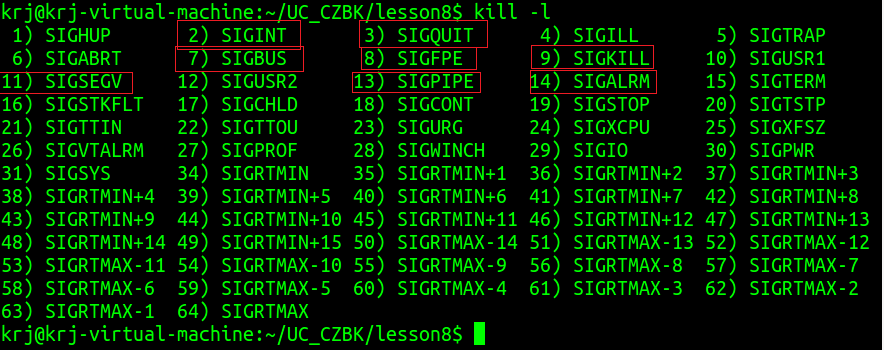 krj@krj-virtual-machine:~/UC_CZBK/lesson8$ kill -l
 1) SIGHUP	 2) SIGINT	 3) SIGQUIT	 4) SIGILL	 5) SIGTRAP
 6) SIGABRT	 7) SIGBUS	 8) SIGFPE	 9) SIGKILL	10) SIGUSR1
11) SIGSEGV	12) SIGUSR2	13) SIGPIPE	14) SIGALRM	15) SIGTERM
16) SIGSTKFLT	17) SIGCHLD	18) SIGCONT	19) SIGSTOP	20) SIGTSTP
21) SIGTTIN	22) SIGTTOU	23) SIGURG	24) SIGXCPU	25) SIGXFSZ
26) SIGVTALRM	27) SIGPROF	28) SIGWINCH	29) SIGIO	30) SIGPWR
31) SIGSYS	34) SIGRTMIN	35) SIGRTMIN+1	36) SIGRTMIN+2	37) SIGRTMIN+3
38) SIGRTMIN+4	39) SIGRTMIN+5	40) SIGRTMIN+6	41) SIGRTMIN+7	42) SIGRTMIN+8
43) SIGRTMIN+9	44) SIGRTMIN+10	45) SIGRTMIN+11	46) SIGRTMIN+12	47) SIGRTMIN+13
48) SIGRTMIN+14	49) SIGRTMIN+15	50) SIGRTMAX-14	51) SIGRTMAX-13	52) SIGRTMAX-12
53) SIGRTMAX-11	54) SIGRTMAX-10	55) SIGRTMAX-9	56) SIGRTMAX-8	57) SIGRTMAX-7
58) SIGRTMAX-6	59) SIGRTMAX-5	60) SIGRTMAX-4	61) SIGRTMAX-3	62) SIGRTMAX-2
63) SIGRTMAX-1	64) SIGRTMAX
krj@krj-virtual-machine:~/UC_CZBK/lesson8$